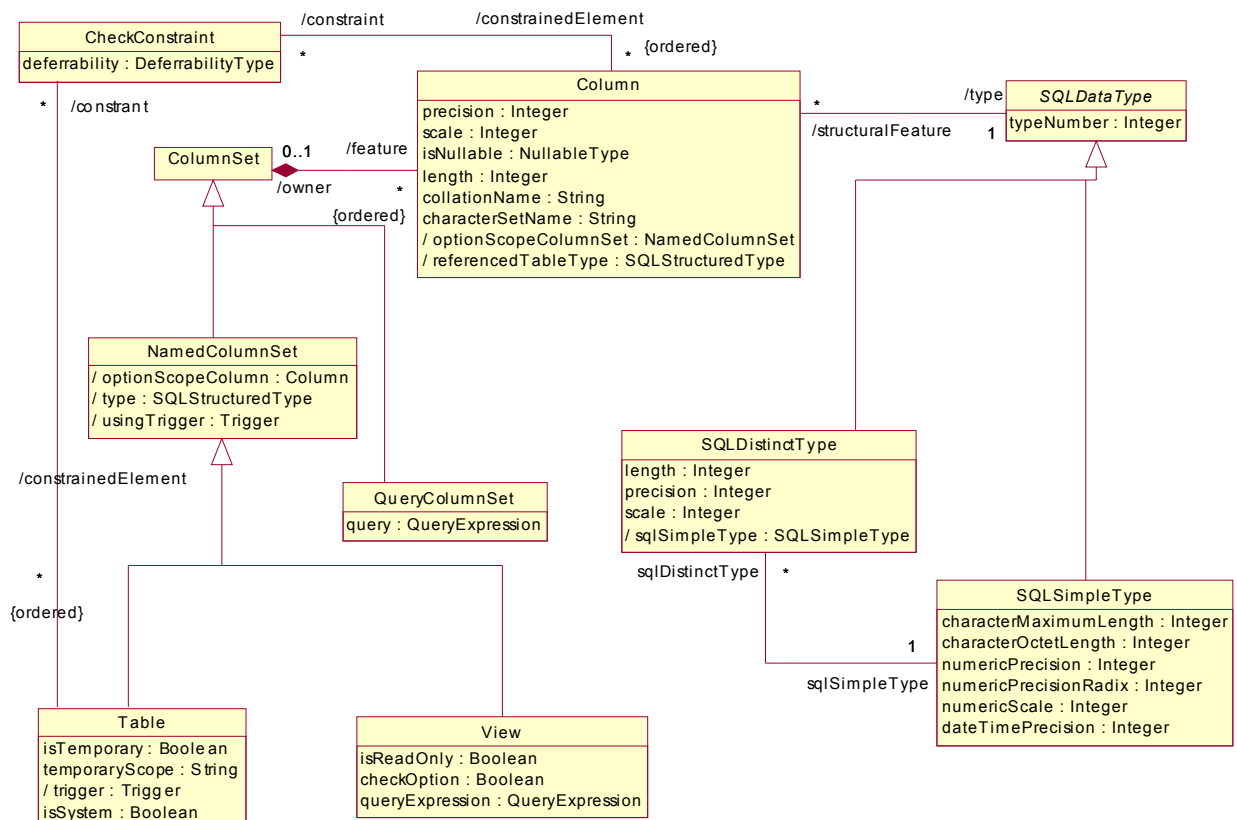 /constraint
/constrainedElement
CheckConstraint
deferrability : DeferrabilityType
*
* {ordered}
* /constrant
Column
precision : Integer
scale : Integer
isNullable : NullableType
length : Integer
collationName : String
characterSetName : String
/ optionScopeColumnSet : NamedColumnSet
/ referencedTableType : SQLStructuredType
* /type
/structuralFeature 1
SQLDataType
typeNumber : Integer
ColumnSet
0..1 /feature
/owner *
{ordered}
NamedColumnSet
/ optionScopeColumn : Column
/ type : SQLStructuredType
/ usingTrigger : Trigger
/constrainedElement
QueryColumnSet
query : QueryExpression
SQLDistinctType
length : Integer
precision : Integer
scale : Integer
/ sqlSimpleType : SQLSimpleType
sqlDistinctType *
*
{ordered}
1
sqlSimpleType
SQLSimpleType
characterMaximumLength : Integer
characterOctetLength : Integer
numericPrecision : Integer
numericPrecisionRadix : Integer
numericScale : Integer
dateTimePrecision : Integer
Table
isTemporary : Boolean
temporaryScope : String
/ trigger : Trigger
isSystem : Boolean
View
isReadOnly : Boolean
checkOption : Boolean
queryExpression : QueryExpression